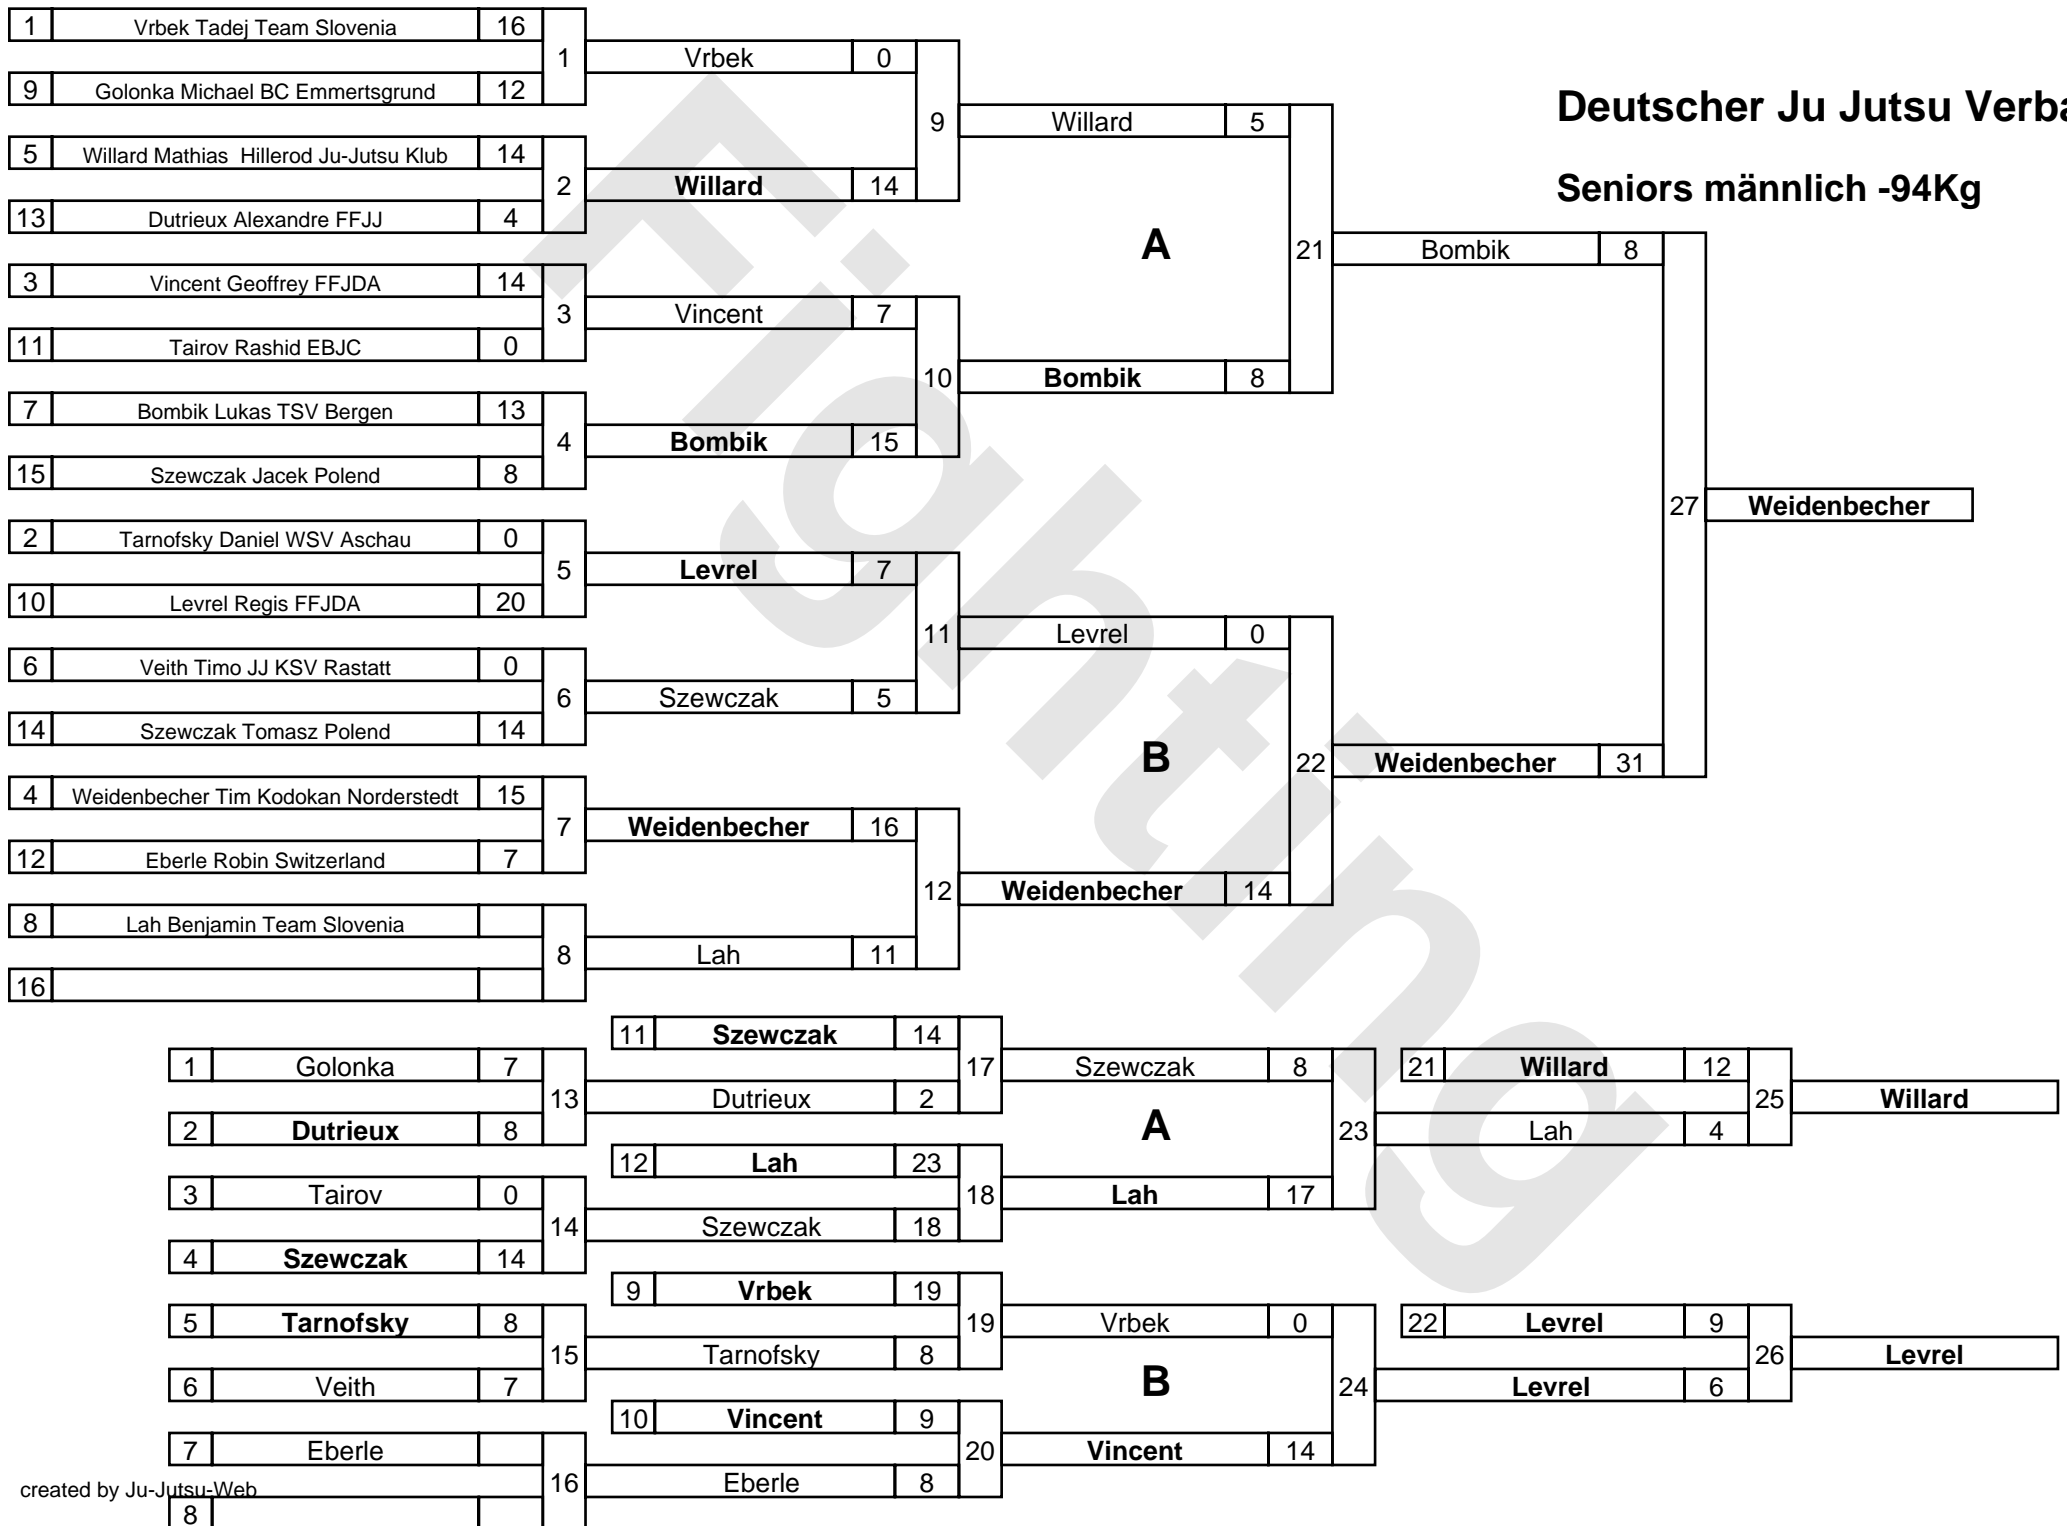 1 Vrbek Tadej Team Slovenia 16
1 Vrbek 0
9 Golonka Michael BC Emmertsgrund 12
Deutscher Ju Jutsu Verba
9 Willard 5
5 Willard Mathias Hillerod Ju-Jutsu Klub 14
2 Willard 14
Seniors männlich -94Kg
13 Dutrieux Alexandre FFJJ 4
A 21 Bombik 8
3 Vincent Geoffrey FFJDA 14
3 Vincent 7
11 Tairov Rashid EBJC 0
10 Bombik 8
7 Bombik Lukas TSV Bergen 13
4 Bombik 15
15 Szewczak Jacek Polend 8
27 Weidenbecher
2 Tarnofsky Daniel WSV Aschau 0
5 Levrel 7
10 Levrel Regis FFJDA 20
11 Levrel 0
6 Veith Timo JJ KSV Rastatt 0
6 Szewczak 5
14 Szewczak Tomasz Polend 14
B 22 Weidenbecher 31
4 Weidenbecher Tim Kodokan Norderstedt 15
7 Weidenbecher 16
12 Eberle Robin Switzerland 7
12 Weidenbecher 14
8 Lah Benjamin Team Slovenia
8 Lah 11
16
11 Szewczak 14
1 Golonka 7
17 Szewczak 8
21 Willard 12
13 Dutrieux 2
25 Willard
2 Dutrieux 8
A 23 Lah 4
12 Lah 23
3 Tairov 0
18 Lah 17
14 Szewczak 18
4 Szewczak 14
9 Vrbek 19
5 Tarnofsky 8
19 Vrbek 0
22 Levrel 9
15 Tarnofsky 8
26 Levrel
6 Veith 7
B 24 Levrel 6
10 Vincent 9
7 Eberle
20 Vincent 14
16 Eberle 8
created by Ju-Jutsu-Web
8
Fighting